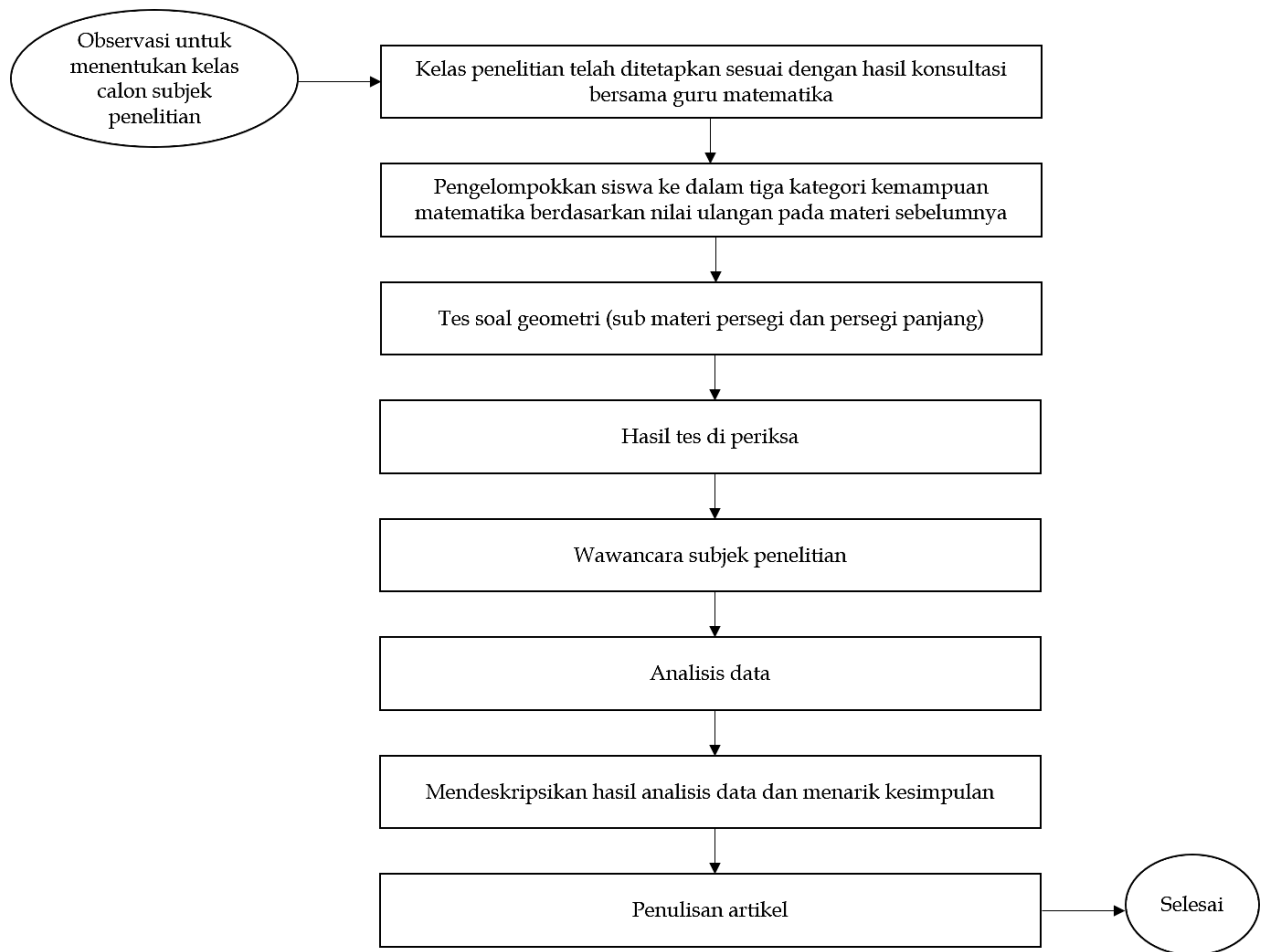 Observasi untuk
menentukan kelas
calon subjek
penelitian
Kelas penelitian telah ditetapkan sesuai dengan hasil konsultasi
bersama guru matematika
Pengelompokkan siswa ke dalam tiga kategori kemampuan
matematika berdasarkan nilai ulangan pada materi sebelumnya
Tes soal geometri (sub materi persegi dan persegi panjang)
Hasil tes di periksa
Wawancara subjek penelitian
Analisis data
Mendeskripsikan hasil analisis data dan menarik kesimpulan
Penulisan artikel
Selesai